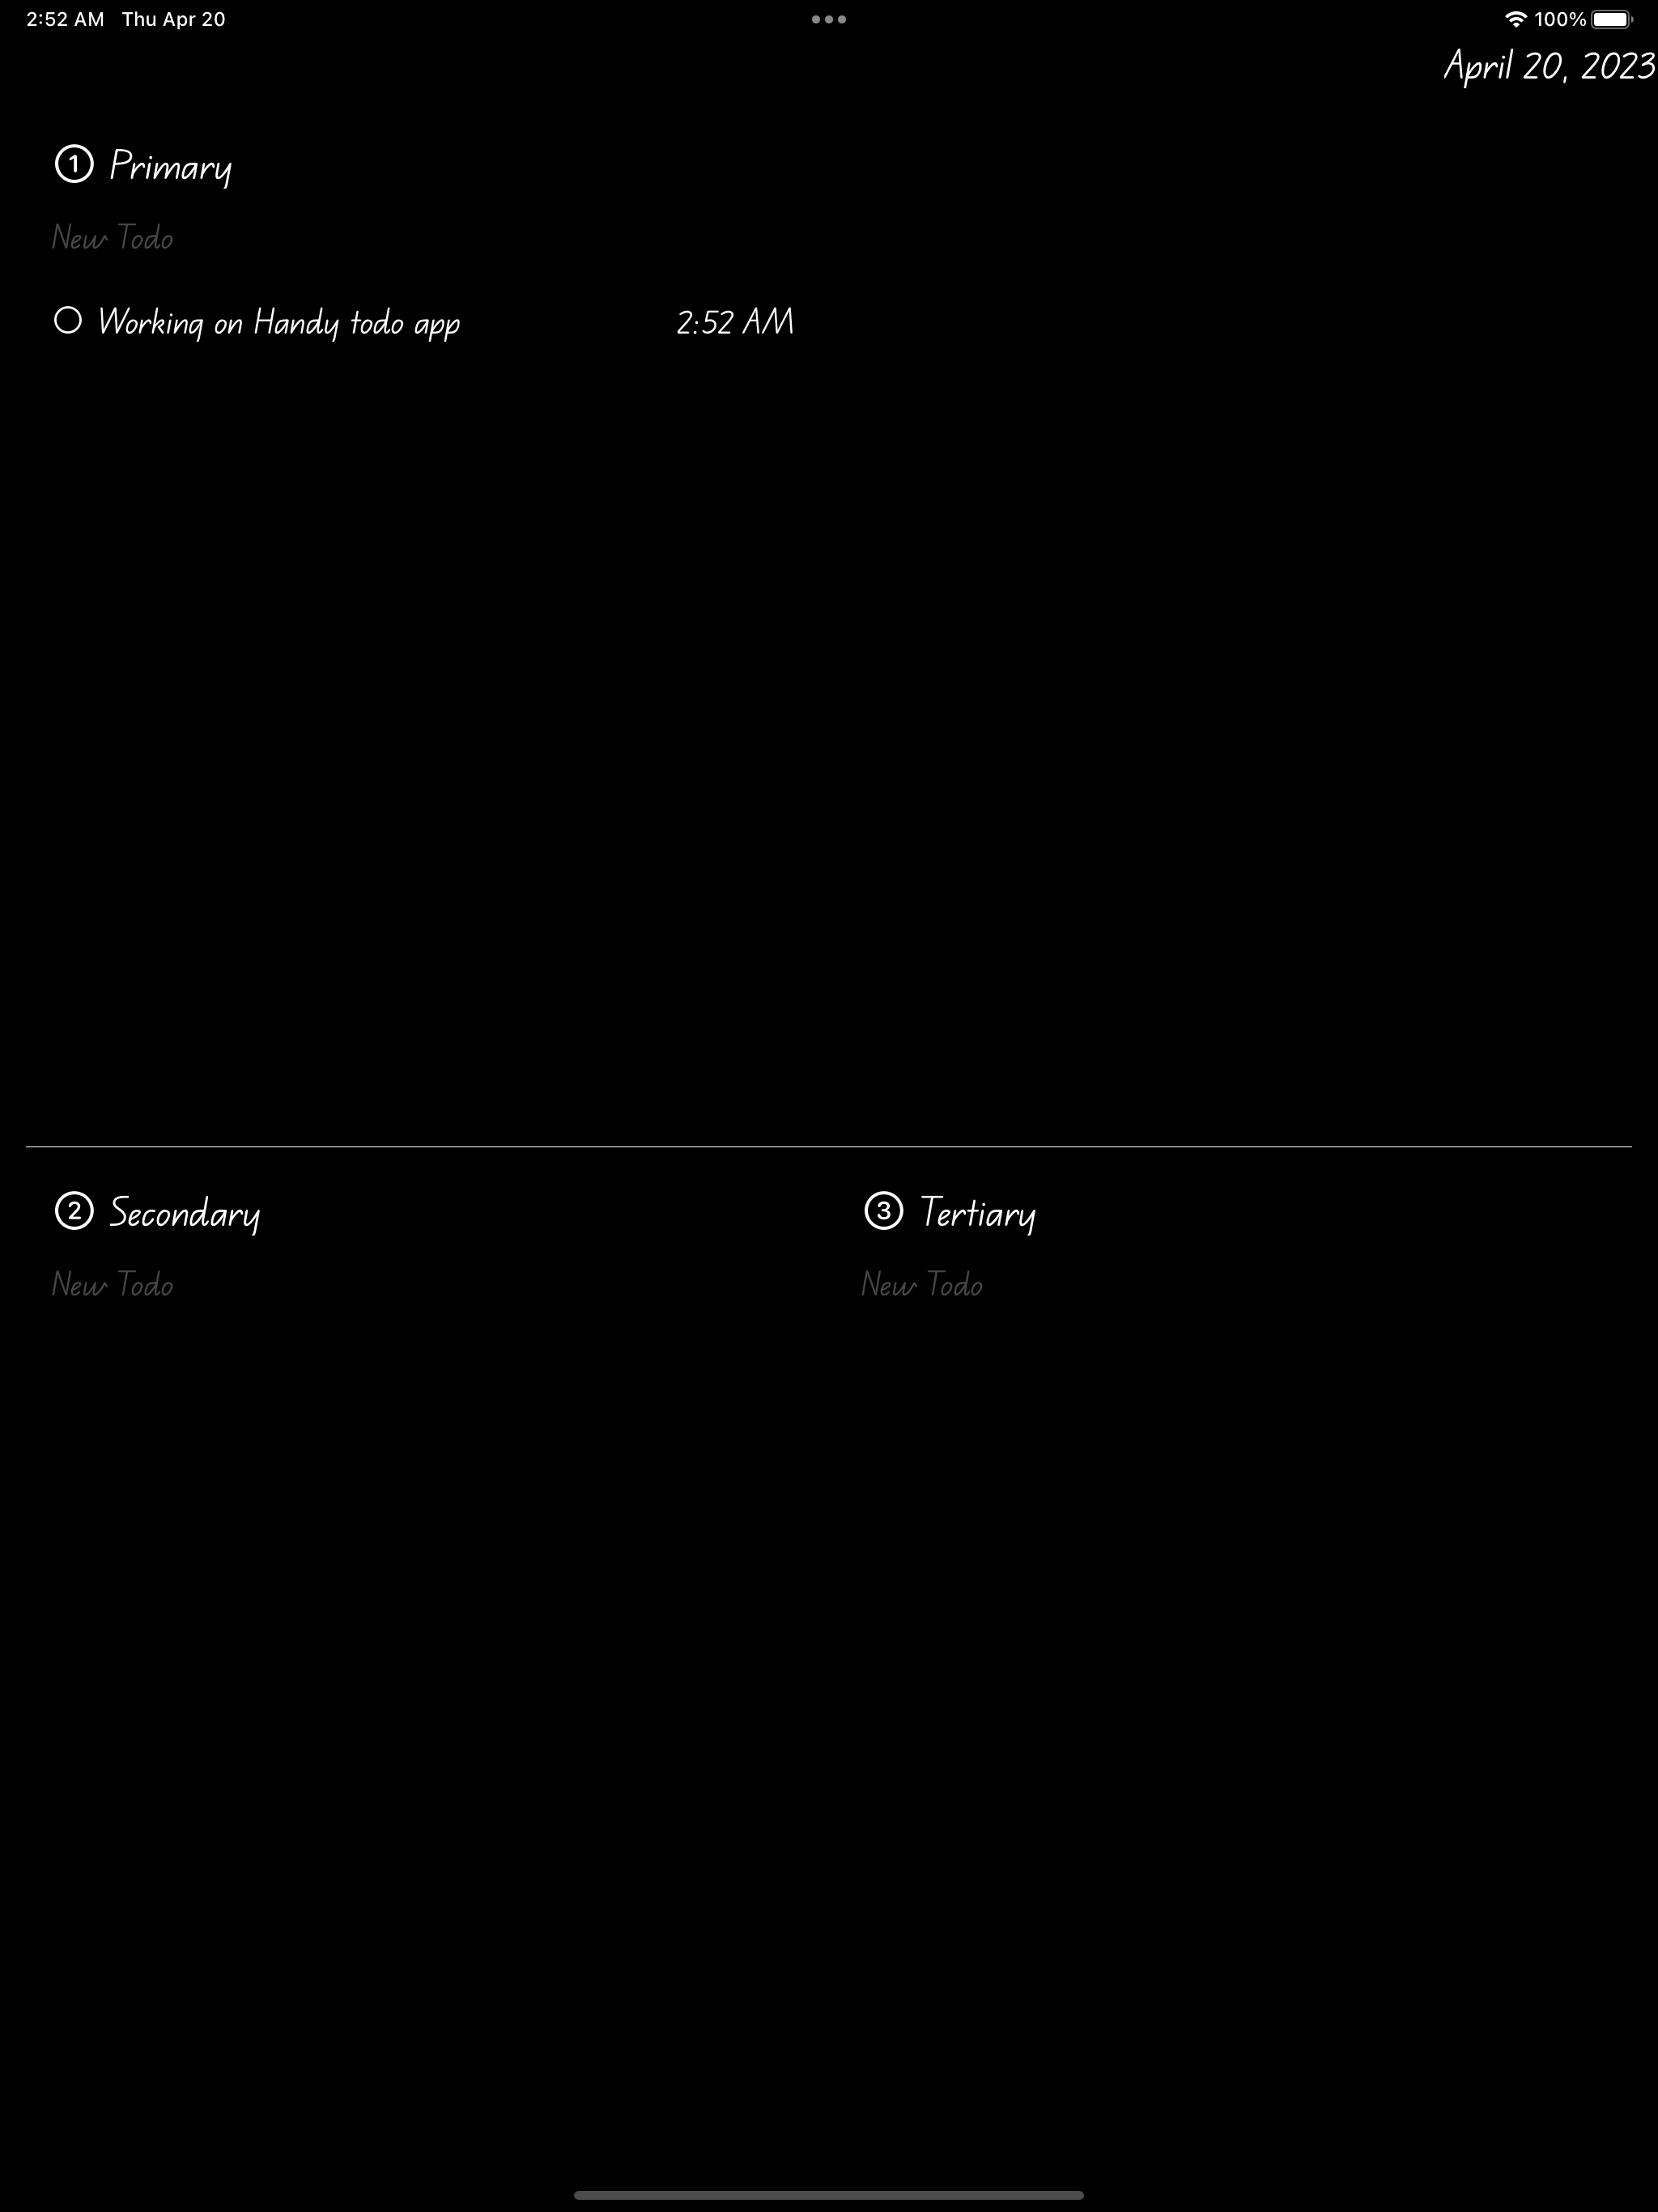 2:52 AM Thu Apr 20 100%
April 20, 2023
1 Primary
New Todo
Working on Handy todo app 2:52 AM
2 Secondary 3 Tertiary
New Todo New Todo